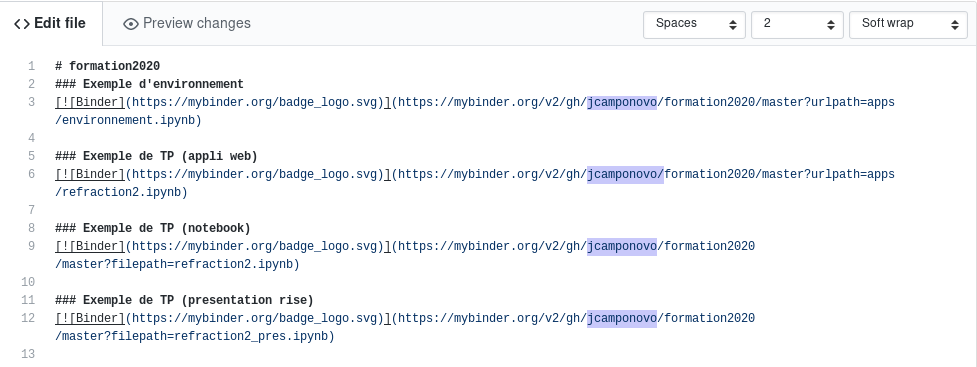 Edit file Preview changes Spaces 2 Soft wrap
1 # formation2020
2 ### Exemple d'environnement
3 [![Binder](https://mybinder.org/badge_logo.svg)](https://mybinder.org/v2/gh/jcamponovo/formation2020/master?urlpath=apps
/environnement.ipynb)
4
5 ### Exemple de TP (appli web)
6 [![Binder](https://mybinder.org/badge_logo.svg)](https://mybinder.org/v2/gh/jcamponovo/formation2020/master?urlpath=apps
/refraction2.ipynb)
7
8 ### Exemple de TP (notebook)
9 [![Binder](https://mybinder.org/badge_logo.svg)](https://mybinder.org/v2/gh/jcamponovo/formation2020
/master?filepath=refraction2.ipynb)
10
11 ### Exemple de TP (presentation rise)
12 [![Binder](https://mybinder.org/badge_logo.svg)](https://mybinder.org/v2/gh/jcamponovo/formation2020
/master?filepath=refraction2_pres.ipynb)
13